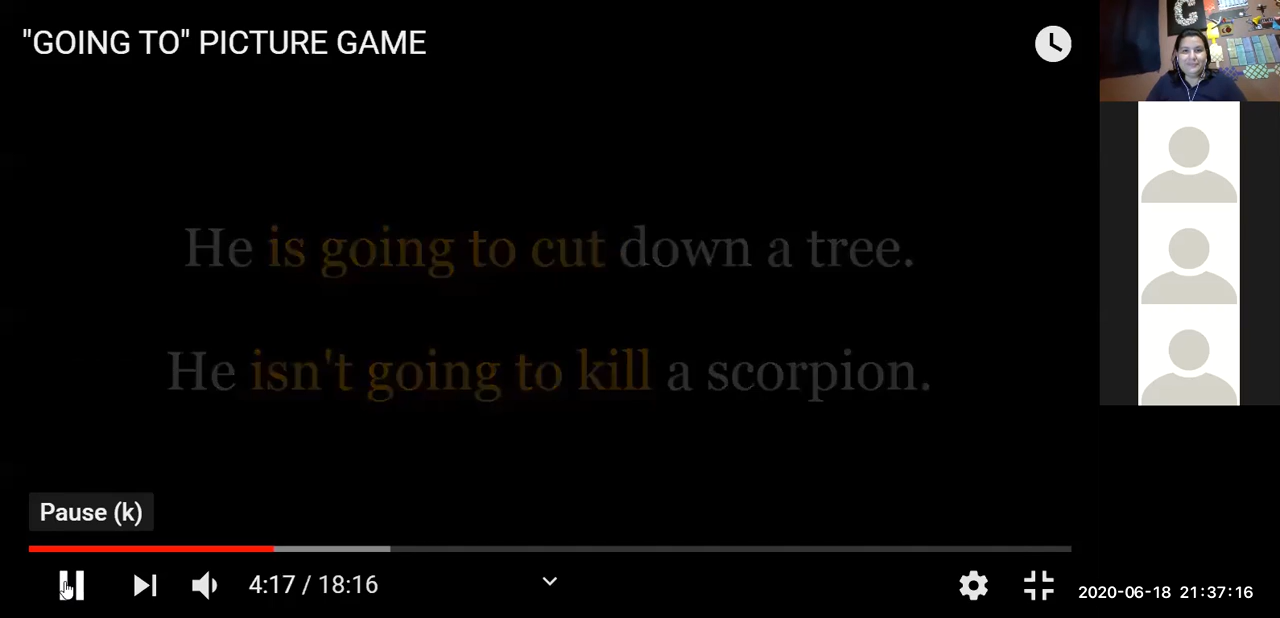 "GOING TO" PICTURE GAME
C
He is going to cut down a tree.
He isn't going to kill a scorpion.
Pause (k)
4:17 / 18:16
2020-06-18 21:37:16